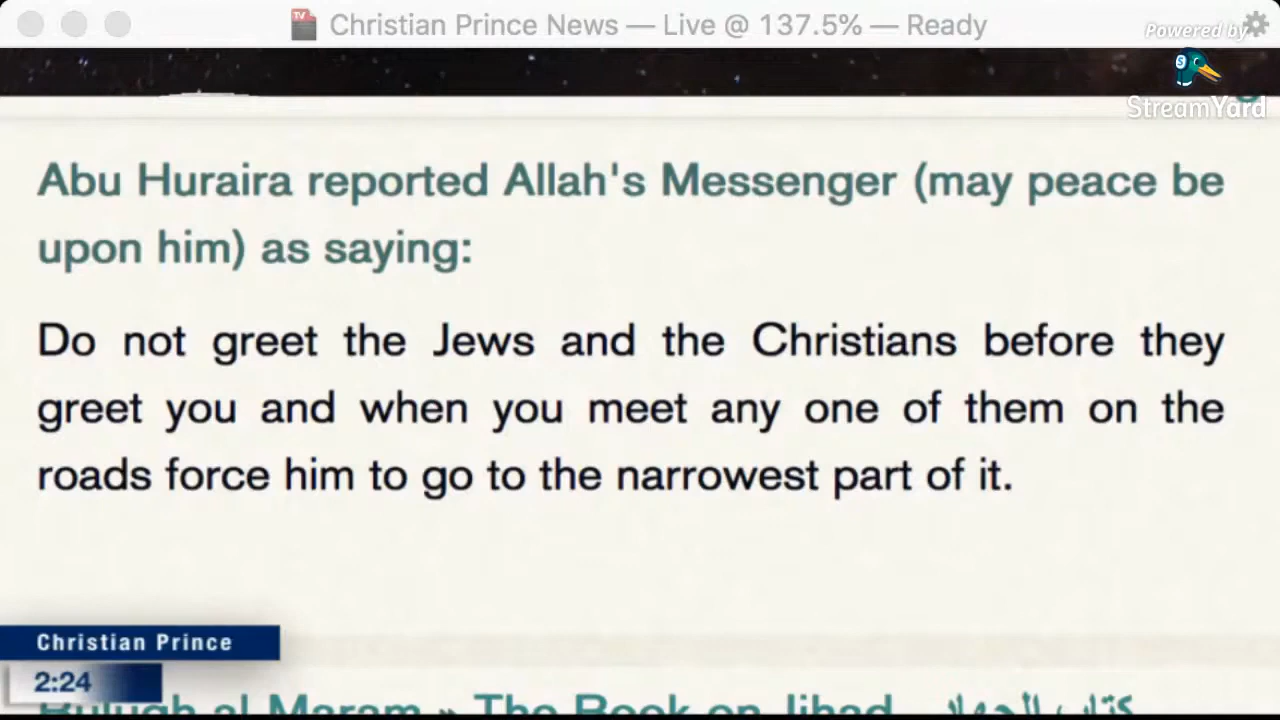 Christian Prince News — Live @ 137.5% — Ready
Powered by
StreamYard
Abu Huraira reported Allah's Messenger (may peace be
upon him) as saying:
Do not greet the Jews and the Christians before they
greet you and when you meet any one of them on the
roads force him to go to the narrowest part of it.
Christian Prince
2:24
Bulugh al-Maram » The Book on Jihad